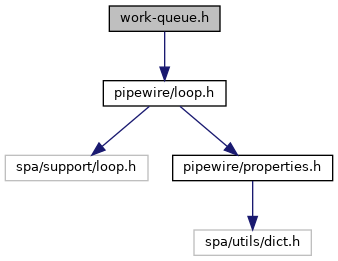 work-queue.h
pipewire/loop.h
spa/support/loop.h
pipewire/properties.h
spa/utils/dict.h